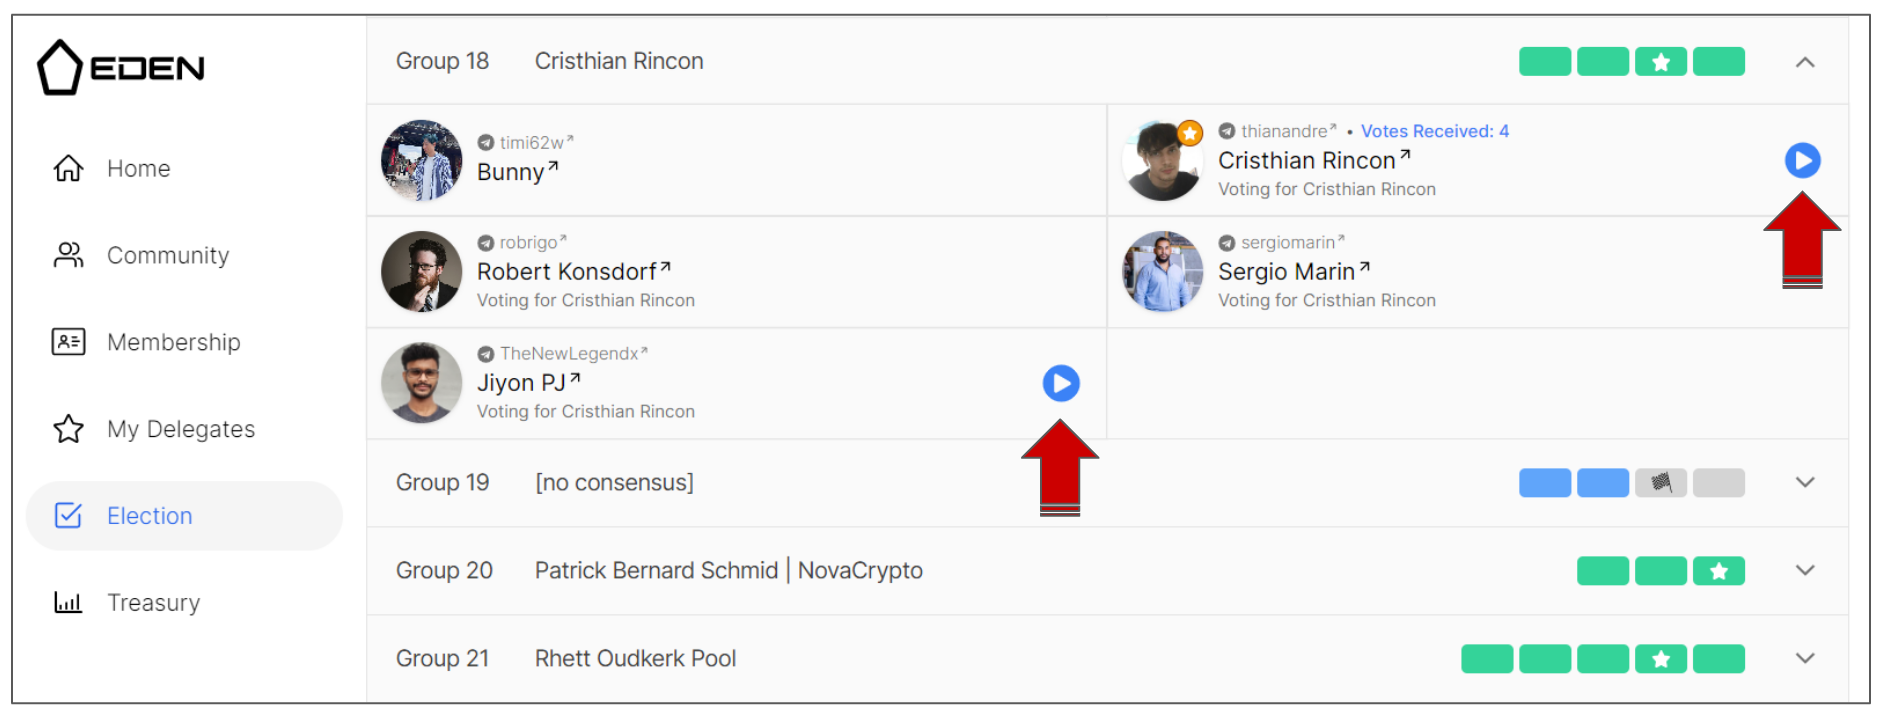 EDEN
Home
Community
Membership
My Delegates
Election
Treasury
Group 18 Cristhian Rincon
timi62w↗
Bunny↗
thianandre↗ • Votes Received: 4
Cristhian Rincon↗
Voting for Cristhian Rincon
robrigo↗
Robert Konsdorf↗
Voting for Cristhian Rincon
sergiomarin↗
Sergio Marin↗
Voting for Cristhian Rincon
TheNewLegendx↗
Jiyon PJ↗
Voting for Cristhian Rincon
Group 19 [no consensus]
Group 20 Patrick Bernard Schmid | NovaCrypto
Group 21 Rhett Oudkerk Pool